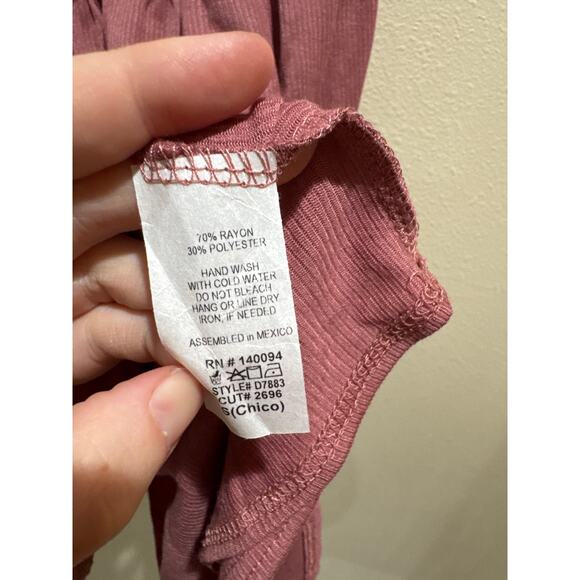 70% RAYON
30% POLYESTER
HAND WASH
WITH COLD WATER
DO NOT BLEACH
HANG OR LINE DRY
IRON, IF NEEDED
ASSEMBLED in MEXICO
RN # 140094
STYLE# D7883
CUT# 2696
S(Chico)